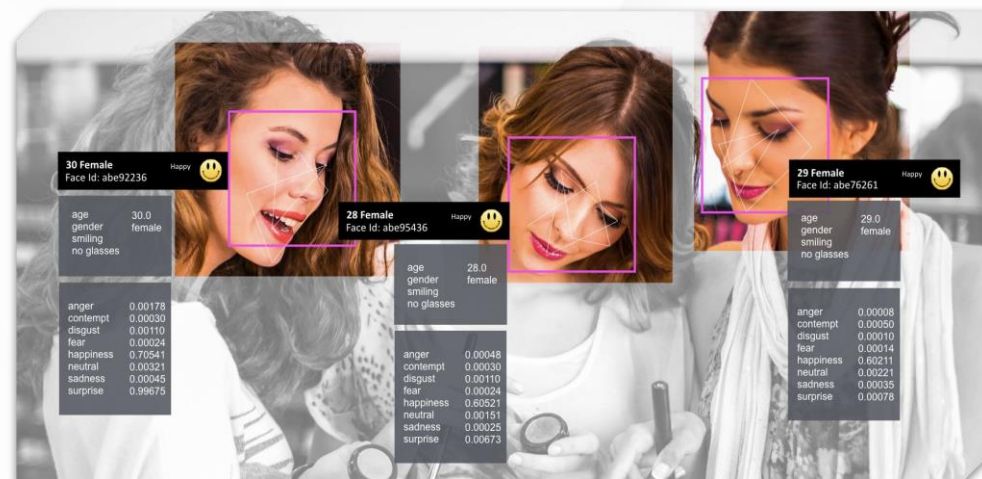 30 Female Happy
Face Id: abe92236
age 30.0
gender female
smiling
no glasses
anger 0.00178
contempt 0.00030
disgust 0.00110
fear 0.00024
happiness 0.70541
neutral 0.00321
sadness 0.00045
surprise 0.99675
28 Female Happy
Face Id: abe95436
age 28.0
gender female
smiling
no glasses
anger 0.00048
contempt 0.00030
disgust 0.00110
fear 0.00024
happiness 0.60521
neutral 0.00151
sadness 0.00025
surprise 0.00673
29 Female Happy
Face Id: abe76261
age 29.0
gender female
smiling
no glasses
anger 0.00008
contempt 0.00050
disgust 0.00010
fear 0.00014
happiness 0.60211
neutral 0.00221
sadness 0.00035
surprise 0.00078